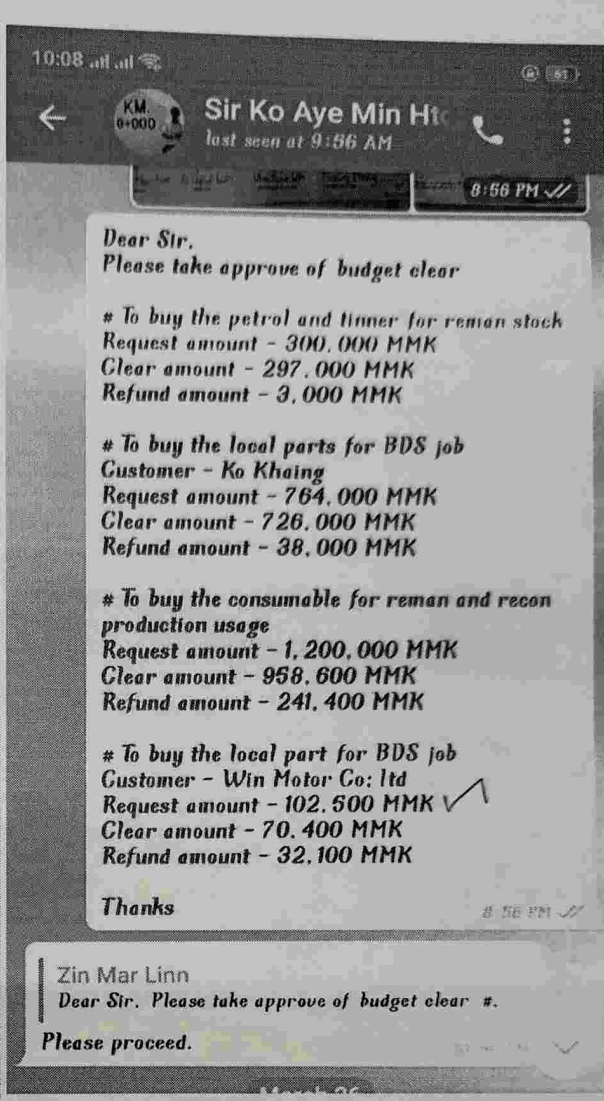 10:08
61
KM.
0+000
Sir Ko Aye Min Ht
last seen at 9:56 AM
8:56 PM
Dear Sir.
Please take approve of budget clear
# To buy the petrol and tinner for reman stock
Request amount - 300,000 MMK
Clear amount - 297,000 MMK
Refund amount - 3,000 MMK
# To buy the local parts for BDS job
Customer - Ko Khaing
Request amount - 764,000 MMK
Clear amount - 726,000 MMK
Refund amount - 38,000 MMK
# To buy the consumable for reman and recon
production usage
Request amount - 1,200,000 MMK
Clear amount - 958,600 MMK
Refund amount - 241,400 MMK
# To buy the local part for BDS job
Customer - Win Motor Co; ltd
Request amount - 102,500 MMK
Clear amount - 70,400 MMK
Refund amount - 32,100 MMK
Thanks
8:56 PM
Zin Mar Linn
Dear Sir. Please take approve of budget clear #.
Please proceed.
March 26